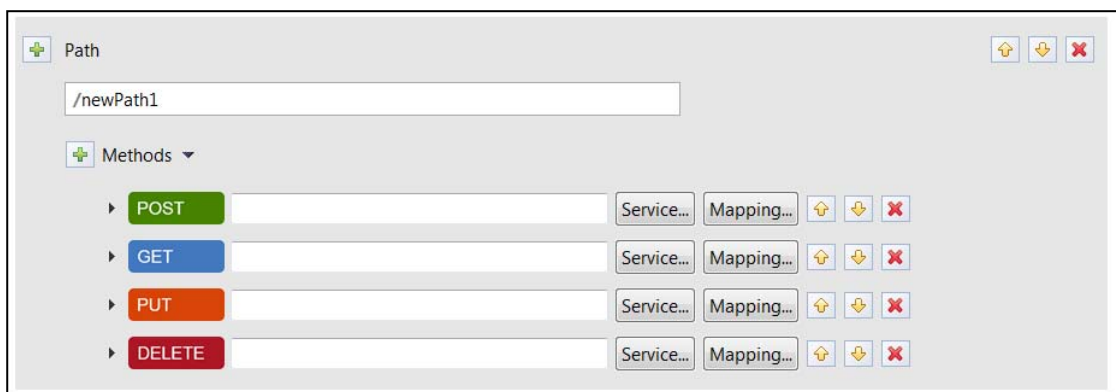 Path
/newPath1
Methods
POST Service... Mapping...
GET Service... Mapping...
PUT Service... Mapping...
DELETE Service... Mapping...